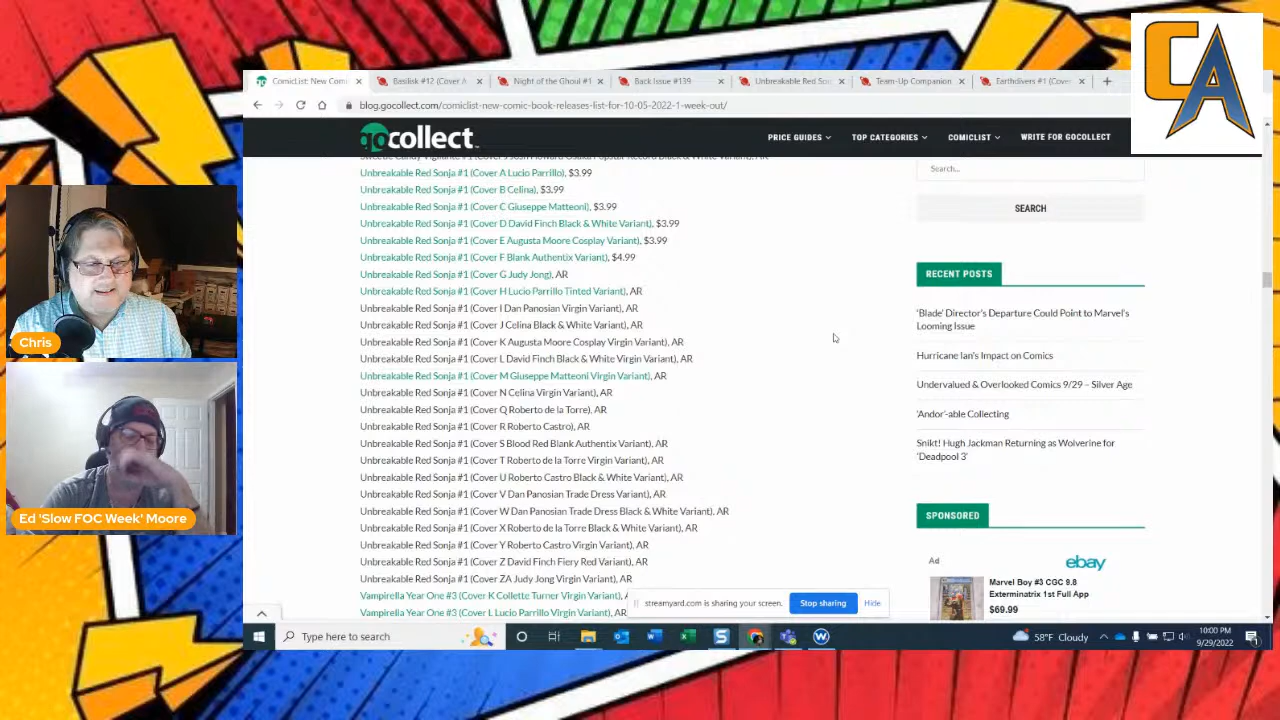 CA
ComicList: New Com
Basilisk #12 (Cover A
Night of the Ghoul #1
Back Issue #139
Unbreakable Red So
Team-Up Companion
Earthdivers #1 (Cover
blog.gocollect.com/comiclist-new-comic-book-releases-list-for-10-05-2022-1-week-out/
gocollect
PRICE GUIDES
TOP CATEGORIES
COMICLIST
WRITE FOR GOCOLLECT
Unbreakable Red Sonja #1 (Cover A Lucio Parrillo), $3.99
Unbreakable Red Sonja #1 (Cover B Celina), $3.99
Unbreakable Red Sonja #1 (Cover C Giuseppe Matteoni), $3.99
Unbreakable Red Sonja #1 (Cover D David Finch Black & White Variant), $3.99
Unbreakable Red Sonja #1 (Cover E Augusta Moore Cosplay Variant), $3.99
Unbreakable Red Sonja #1 (Cover F Blank Authentix Variant), $4.99
Unbreakable Red Sonja #1 (Cover G Judy Jong), AR
Unbreakable Red Sonja #1 (Cover H Lucio Parrillo Tinted Variant), AR
Unbreakable Red Sonja #1 (Cover I Dan Panosian Virgin Variant), AR
Unbreakable Red Sonja #1 (Cover J Celina Black & White Variant), AR
Unbreakable Red Sonja #1 (Cover K Augusta Moore Cosplay Virgin Variant), AR
Unbreakable Red Sonja #1 (Cover L David Finch Black & White Virgin Variant), AR
Unbreakable Red Sonja #1 (Cover M Giuseppe Matteoni Virgin Variant), AR
Unbreakable Red Sonja #1 (Cover N Celina Virgin Variant), AR
Unbreakable Red Sonja #1 (Cover Q Roberto de la Torre), AR
Unbreakable Red Sonja #1 (Cover R Roberto Castro), AR
Unbreakable Red Sonja #1 (Cover S Blood Red Blank Authentix Variant), AR
Unbreakable Red Sonja #1 (Cover T Roberto de la Torre Virgin Variant), AR
Unbreakable Red Sonja #1 (Cover U Roberto Castro Black & White Variant), AR
Unbreakable Red Sonja #1 (Cover V Dan Panosian Trade Dress Variant), AR
Unbreakable Red Sonja #1 (Cover W Dan Panosian Trade Dress Black & White Variant), AR
Unbreakable Red Sonja #1 (Cover X Roberto de la Torre Black & White Variant), AR
Unbreakable Red Sonja #1 (Cover Y Roberto Castro Virgin Variant), AR
Unbreakable Red Sonja #1 (Cover Z David Finch Fiery Red Variant), AR
Unbreakable Red Sonja #1 (Cover ZA Judy Jong Virgin Variant), AR
Vampirella Year One #3 (Cover K Collette Turner Virgin Variant),
Vampirella Year One #3 (Cover L Lucio Parrillo Virgin Variant), AR
Search...
SEARCH
RECENT POSTS
'Blade' Director's Departure Could Point to Marvel's
Looming Issue
Hurricane Ian's Impact on Comics
Undervalued & Overlooked Comics 9/29 – Silver Age
'Andor'-able Collecting
Snikt! Hugh Jackman Returning as Wolverine for
'Deadpool 3'
SPONSORED
Ad
ebay
Marvel Boy #3 CGC 9.8
Exterminatrix 1st Full App
$69.99
streamyard.com is sharing your screen.
Stop sharing
Hide
Type here to search
58°F Cloudy
10:00 PM
9/29/2022
Chris
Ed 'Slow FOC Week' Moore